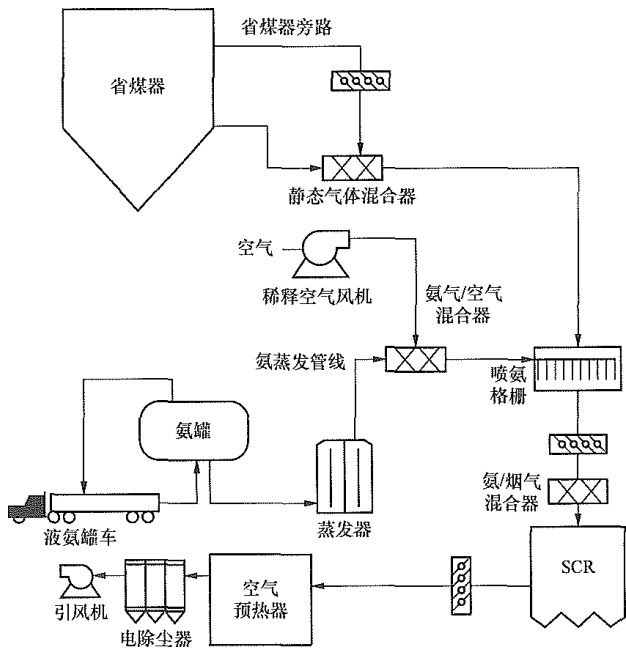 省煤器旁路
省煤器
静态气体混合器
空气
稀释空气风机
氨气/空气
混合器
氨蒸发管线
喷氨
格栅
氨罐
氨/烟气
混合器
液氨罐车
蒸发器
SCR
空气
预热器
引风机
电除尘器